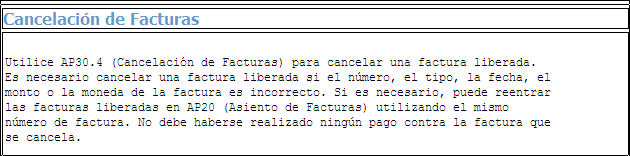 Cancelación de Facturas
Utilice AP30.4 (Cancelación de Facturas) para cancelar una factura liberada.
Es necesario cancelar una factura liberada si el número, el tipo, la fecha, el
monto o la moneda de la factura es incorrecto. Si es necesario, puede reentrar
las facturas liberadas en AP20 (Asiento de Facturas) utilizando el mismo
número de factura. No debe haberse realizado ningún pago contra la factura que
se cancela.